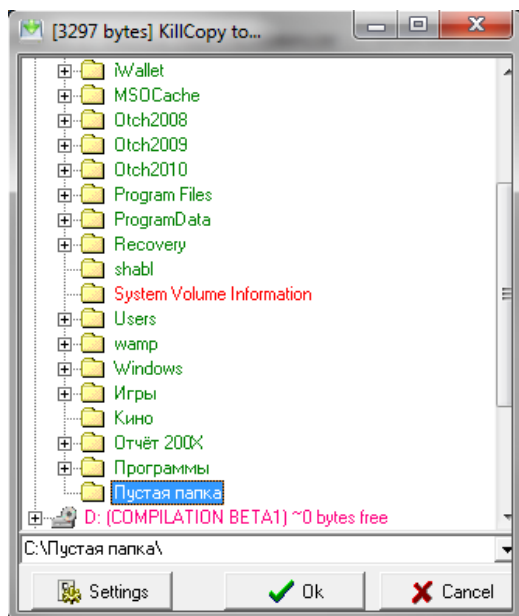 [3297 bytes] KillCopy to...
iWallet
MSOCache
Otch2008
Otch2009
Otch2010
Program Files
ProgramData
Recovery
shabl
System Volume Information
Users
wamp
Windows
Игры
Кино
Отчёт 200X
Программы
Пустая папка
D: (COMPILATION BETA1) ~0 bytes free
C:\Пустая папка\
Settings Ok Cancel